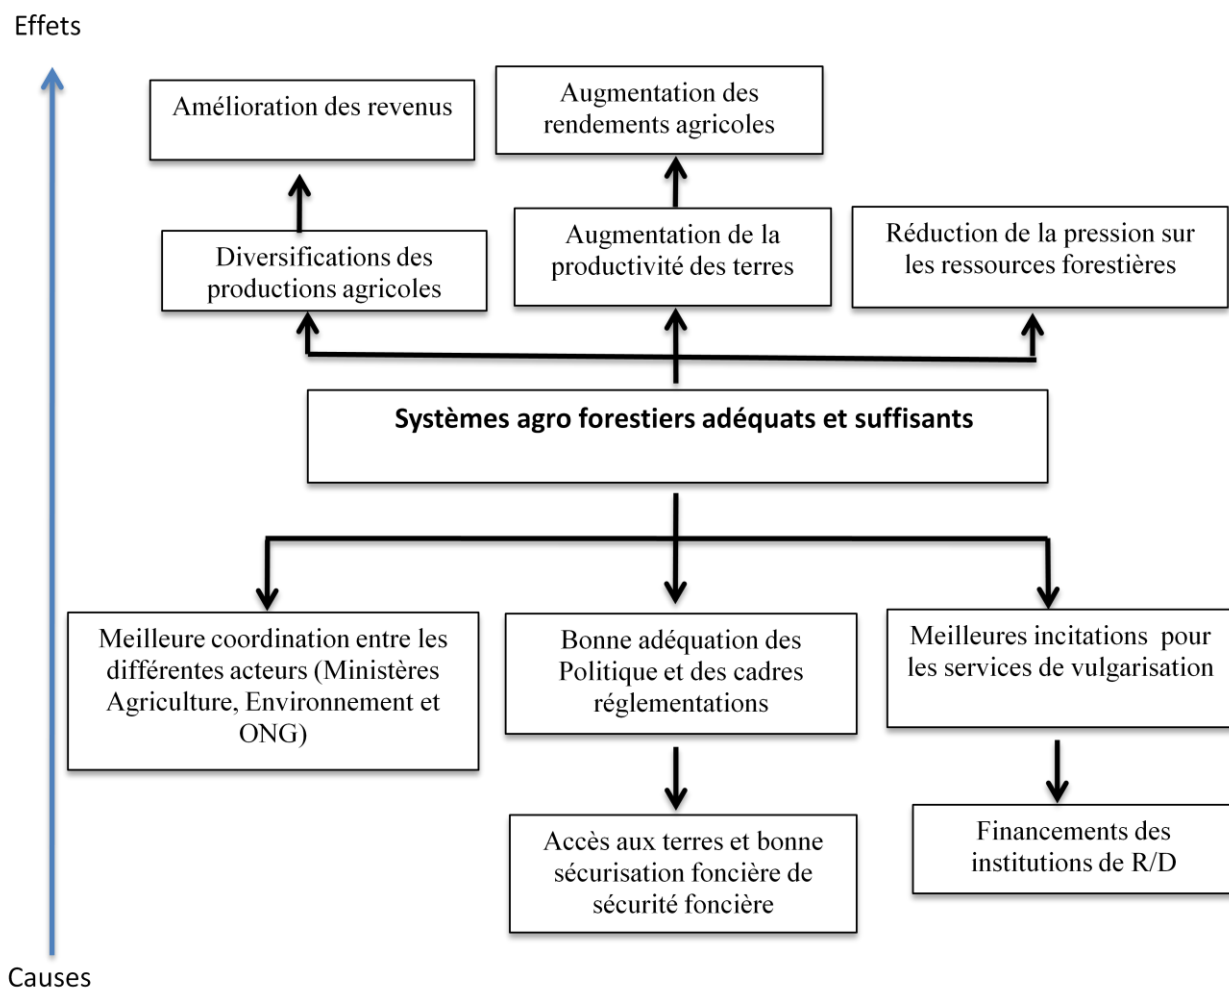 Effets
Amélioration des revenus
Augmentation des
rendements agricoles
Diversifications des
productions agricoles
Augmentation de la
productivité des terres
Réduction de la pression sur
les ressources forestières
Systèmes agro forestiers adéquats et suffisants
Meilleure coordination entre les
différentes acteurs (Ministères
Agriculture, Environnement et
ONG)
Bonne adéquation des
Politique et des cadres
réglementations
Meilleures incitations pour
les services de vulgarisation
Accès aux terres et bonne
sécurisation foncière de
sécurité foncière
Financements des
institutions de R/D
Causes